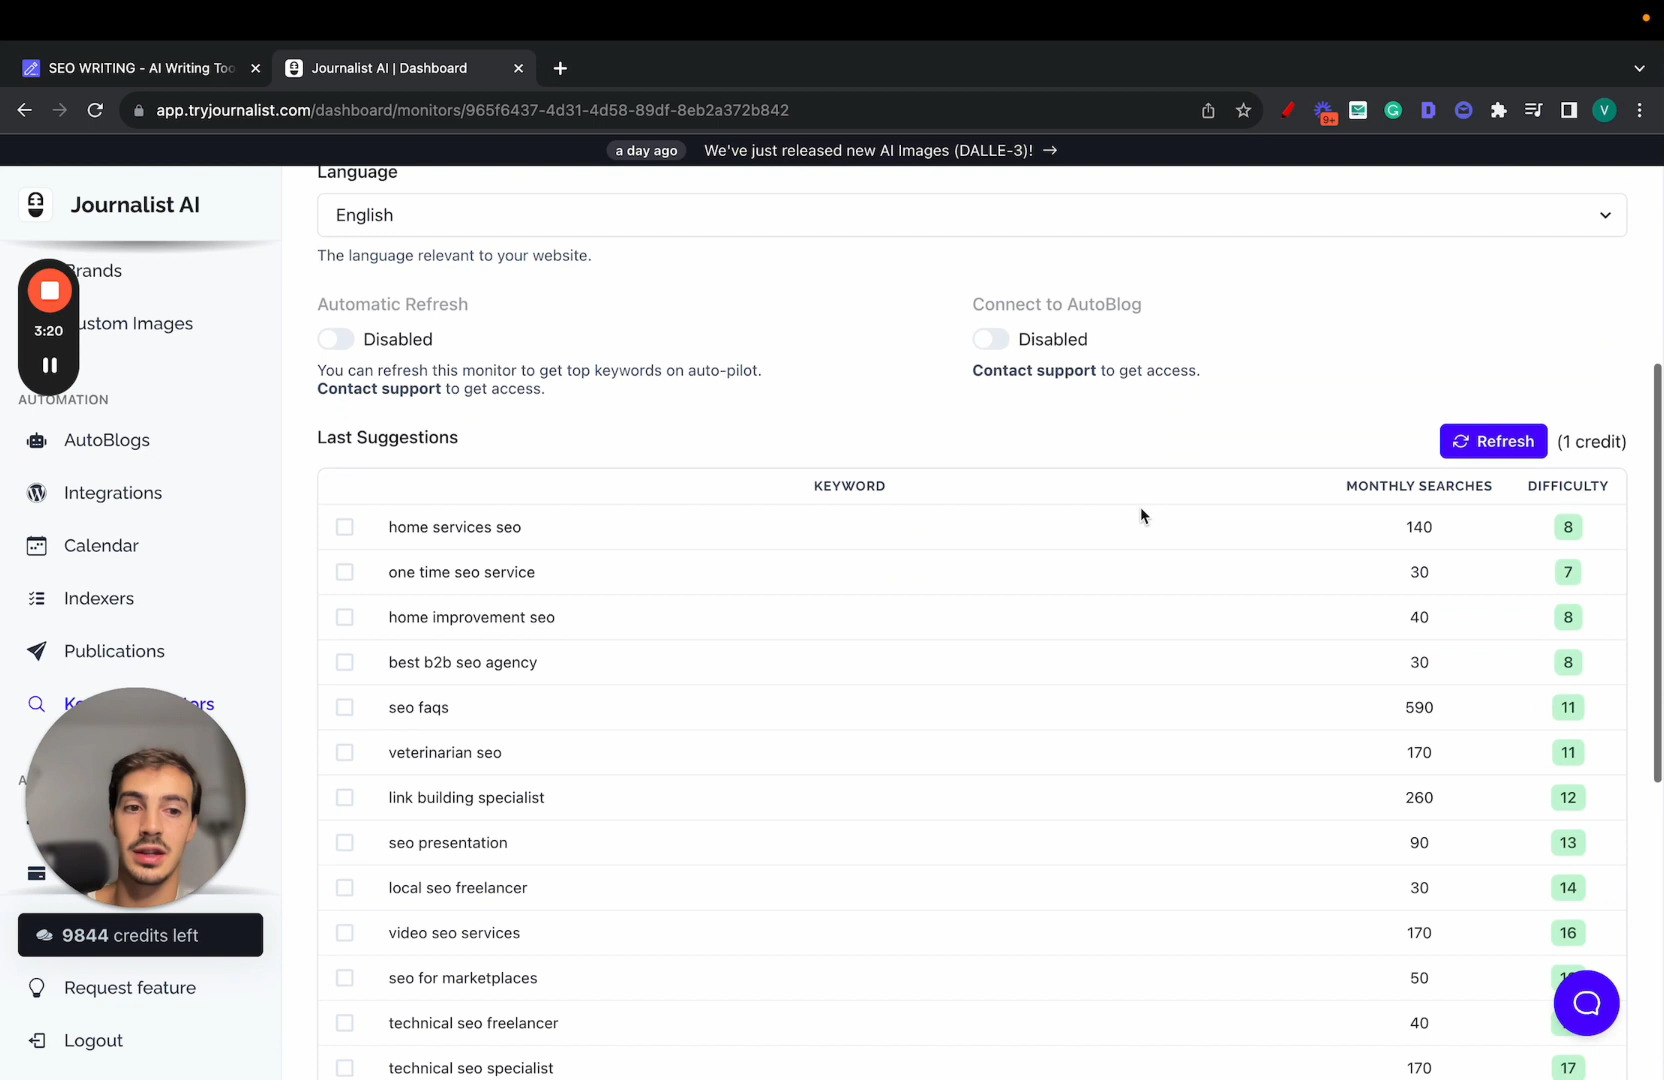 SEO WRITING - AI Writing Too
Journalist AI | Dashboard
app.tryjournalist.com/dashboard/monitors/965f6437-4d31-4d58-89df-8eb2a372b842
9+
V
a day ago We've just released new AI Images (DALLE-3)! →
Journalist AI
Brands
ustom Images
3:20
AUTOMATION
AutoBlogs
Integrations
Calendar
Indexers
Publications
9844 credits left
Request feature
Logout
Language
English
The language relevant to your website.
Automatic Refresh
Disabled
You can refresh this monitor to get top keywords on auto-pilot.
Contact support to get access.
Connect to AutoBlog
Disabled
Contact support to get access.
Last Suggestions
Refresh (1 credit)
KEYWORD MONTHLY SEARCHES DIFFICULTY
home services seo 140 8
one time seo service 30 7
home improvement seo 40 8
best b2b seo agency 30 8
seo faqs 590 11
veterinarian seo 170 11
link building specialist 260 12
seo presentation 90 13
local seo freelancer 30 14
video seo services 170 16
seo for marketplaces 50
technical seo freelancer 40
technical seo specialist 170 17